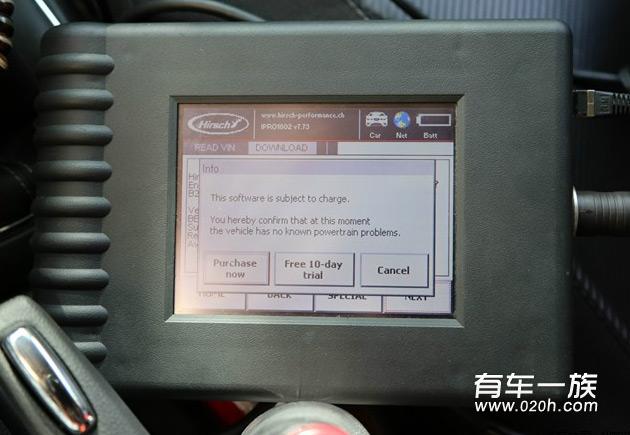 Hirsch
www.hirsch-performance.ch
IPRO1602 v7.73
Car Net Batt
READ VIN DOWNLOAD
Info
This software is subject to charge.
You hereby confirm that at this moment
the vehicle has no known powertrain problems.
Purchase
now
Free 10-day
trial
Cancel
HOME BACK SPECIAL NEXT
有车一族
www.020h.com